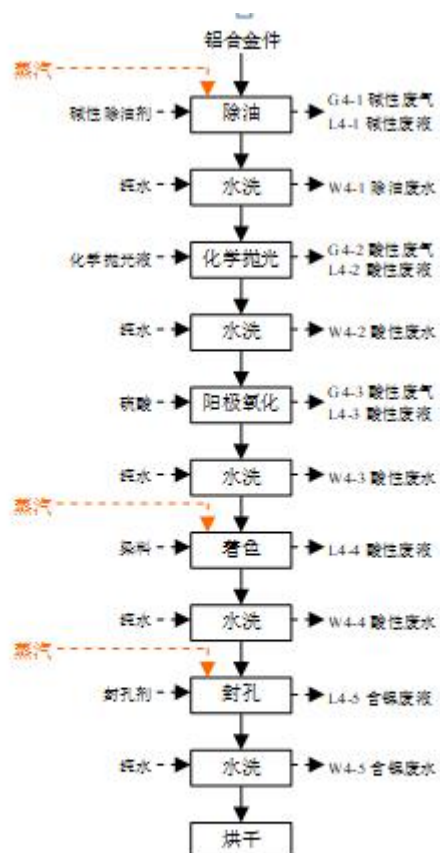 铝合金件
蒸汽
碱性除油剂
除油
G4-1 碱性废气
L4-1 碱性废液
纯水
水洗
W4-1 除油废水
化学抛光液
化学抛光
G4-2 酸性废气
L4-2 酸性废液
纯水
水洗
W4-2 酸性废水
硫酸
阳极氧化
G4-3 酸性废气
L4-3 酸性废液
纯水
水洗
W4-3 酸性废水
蒸汽
染料
着色
L4-4 酸性废液
纯水
水洗
W4-4 酸性废水
蒸汽
封孔剂
封孔
L4-5 含镍废液
纯水
水洗
W4-5 含镍废水
烘干